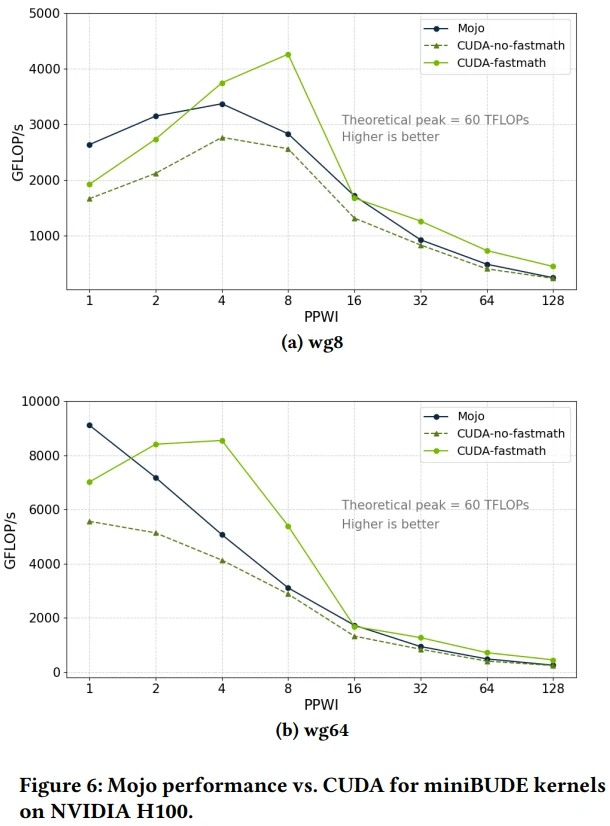 5000
4000
3000
2000
1000
GFLOP/s
Mojo
CUDA-no-fastmath
CUDA-fastmath
Theoretical peak = 60 TFLOPs
Higher is better
1 2 4 8 16 32 64 128
PPWI
(a) wg8
10000
8000
6000
4000
2000
0
GFLOP/s
Mojo
CUDA-no-fastmath
CUDA-fastmath
Theoretical peak = 60 TFLOPs
Higher is better
1 2 4 8 16 32 64 128
PPWI
(b) wg64
Figure 6: Mojo performance vs. CUDA for miniBUDE kernels
on NVIDIA H100.